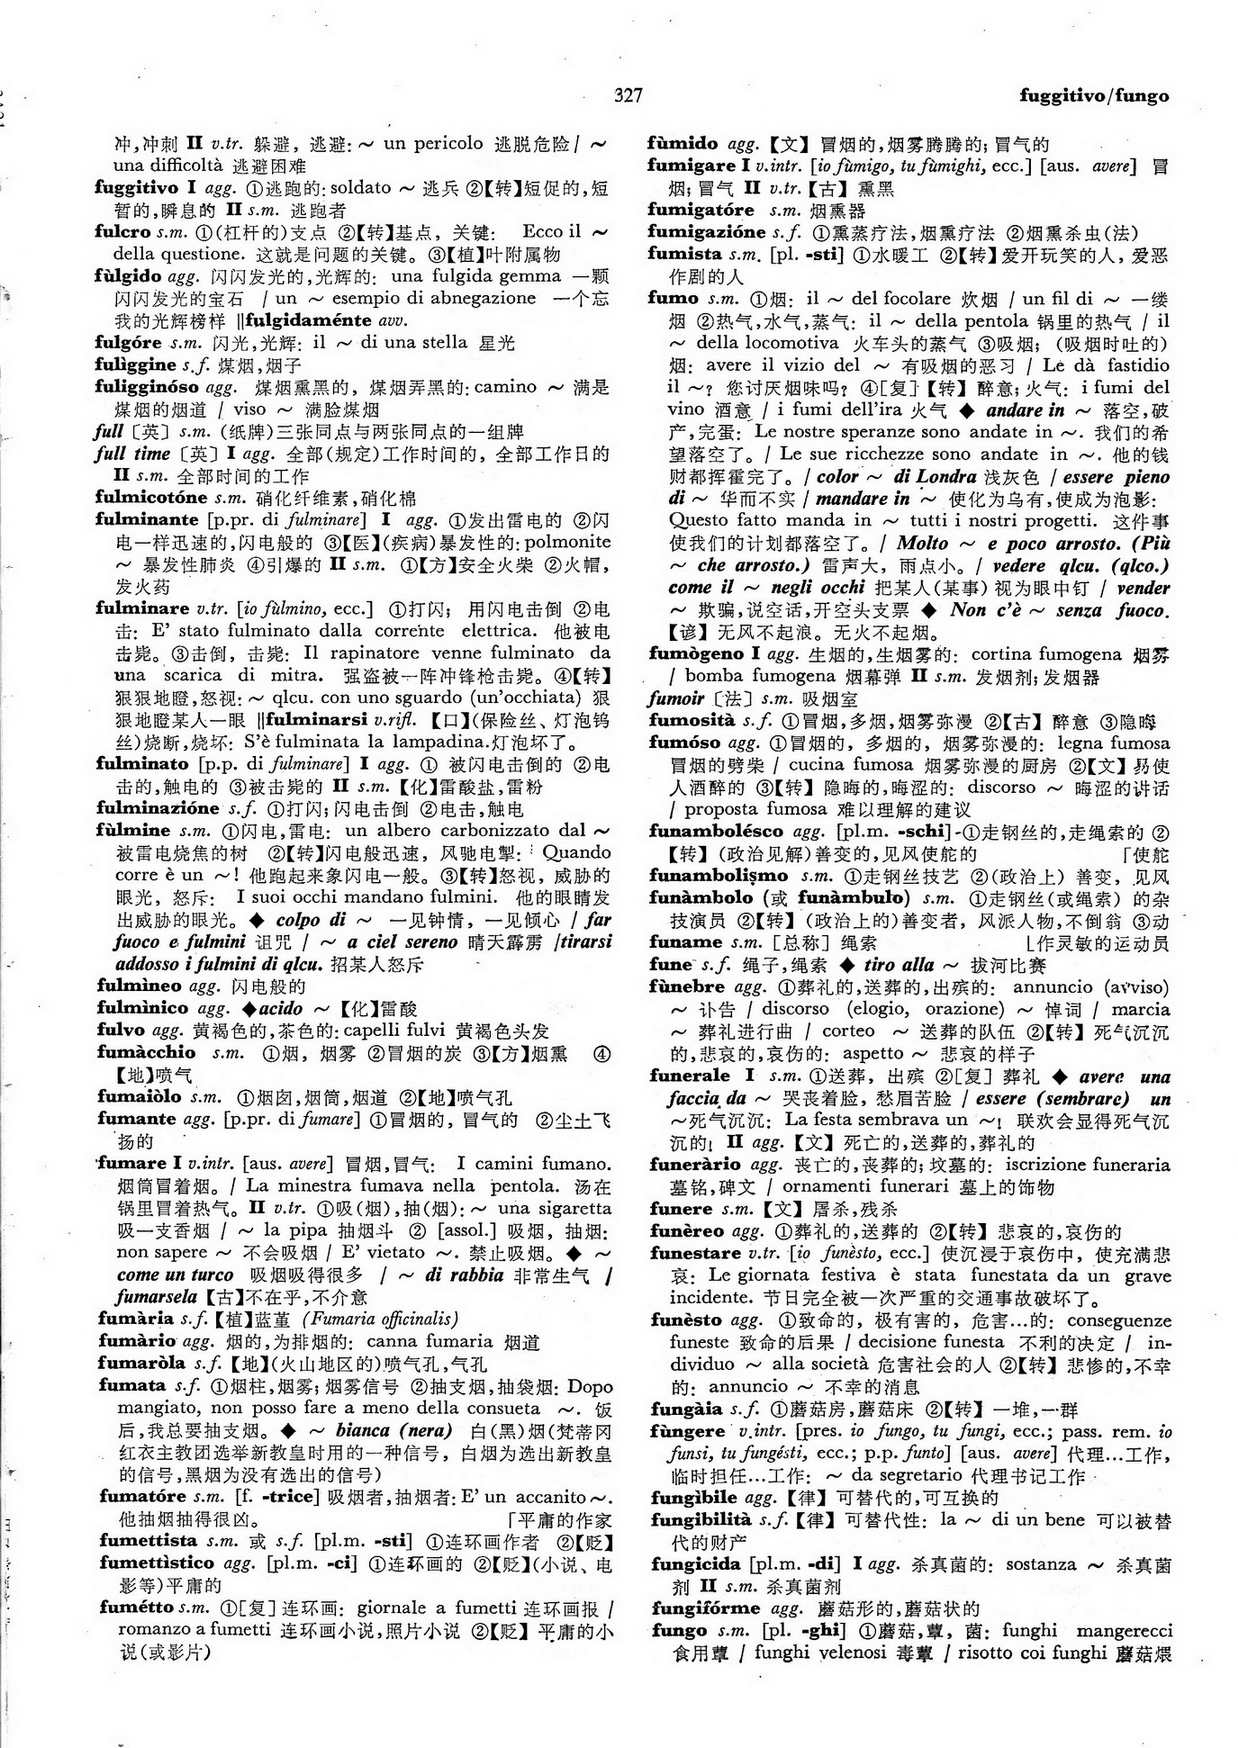 327
fuggitivo/fungo
冲,冲刺 II v.tr. 躲避, 逃避: ~ un pericolo 逃脱危险 / ~
una difficoltà 逃避困难
fuggitivo I agg. ①逃跑的: soldato ~ 逃兵 ②【转】短促的,短
暂的,瞬息的 II s.m. 逃跑者
fulcro s.m. ①(杠杆的)支点 ②【转】基点, 关键: Ecco il ~
della questione. 这就是问题的关键。③【植】叶附属物
fùlgido agg. 闪闪发光的,光辉的: una fulgida gemma 一颗
闪闪发光的宝石 / un ~ esempio di abnegazione 一个忘
我的光辉榜样 ‖fulgidaménte avv.
fulgóre s.m. 闪光,光辉: il ~ di una stella 星光
fulìggine s.f. 煤烟,烟子
fuligginóso agg. 煤烟熏黑的, 煤烟弄黑的: camino ~ 满是
煤烟的烟道 / viso ~ 满脸煤烟
full〔英〕s.m. (纸牌)三张同点与两张同点的一组牌
full time〔英〕I agg. 全部(规定)工作时间的, 全部工作日的
II s.m. 全部时间的工作
fulmicotóne s.m. 硝化纤维素,硝化棉
fulminante [p.pr. di fulminare] I agg. ①发出雷电的 ②闪
电一样迅速的,闪电般的 ③【医】(疾病)暴发性的: polmonite
~ 暴发性肺炎 ④引爆的 II s.m. ①【方】安全火柴 ②火帽,
发火药
fulminare v.tr. [io fùlmino, ecc.] ①打闪; 用闪电击倒 ②电
击: E' stato fulminato dalla corrente elettrica. 他被电
击毙。③击倒, 击毙: Il rapinatore venne fulminato da
una scarica di mitra. 强盗被一阵冲锋枪击毙。④【转】
狠狠地瞪,怒视: ~ qlcu. con uno sguardo (un'occhiata) 狠
狠地瞪某人一眼 ‖fulminarsi v.rifl. 【口】(保险丝、灯泡钨
丝)烧断,烧坏: S'è fulminata la lampadina.灯泡坏了。
fulminato [p.p. di fulminare] I agg. ① 被闪电击倒的 ②电
击的,触电的 ③被击毙的 II s.m. 【化】雷酸盐,雷粉
fulminazióne s.f. ①打闪; 闪电击倒 ②电击,触电
fùlmine s.m. ①闪电,雷电: un albero carbonizzato dal ~
被雷电烧焦的树 ②【转】闪电般迅速, 风驰电掣: Quando
corre è un ~! 他跑起来象闪电一般。③【转】怒视, 威胁的
眼光, 怒斥: I suoi occhi mandano fulmini. 他的眼睛发
出威胁的眼光。◆ colpo di ~ 一见钟情, 一见倾心 / far
fuoco e fulmini 诅咒 / ~ a ciel sereno 晴天霹雳 /tirarsi
addosso i fulmini di qlcu. 招某人怒斥
fulmìneo agg. 闪电般的
fulmìnico agg. ◆acido ~ 【化】雷酸
fulvo agg. 黄褐色的,茶色的: capelli fulvi 黄褐色头发
fumàcchio s.m. ①烟, 烟雾 ②冒烟的炭 ③【方】烟熏 ④
【地】喷气
fumaiòlo s.m. ①烟囱,烟筒,烟道 ②【地】喷气孔
fumante agg. [p.pr. di fumare] ①冒烟的, 冒气的 ②尘土飞
扬的
fumare I v.intr. [aus. avere] 冒烟,冒气: I camini fumano.
烟筒冒着烟。/ La minestra fumava nella pentola. 汤在
锅里冒着热气。II v.tr. ①吸(烟),抽(烟): ~ una sigaretta
吸一支香烟 / ~ la pipa 抽烟斗 ② [assol.] 吸烟, 抽烟:
non sapere ~ 不会吸烟 / E' vietato ~. 禁止吸烟。◆ ~
come un turco 吸烟吸得很多 / ~ di rabbia 非常生气 /
fumarsela 【古】不在乎,不介意
fumària s.f.【植】蓝堇 (Fumaria officinalis)
fumàrio agg. 烟的,为排烟的: canna fumaria 烟道
fumaròla s.f.【地】(火山地区的)喷气孔,气孔
fumata s.f. ①烟柱,烟雾; 烟雾信号 ②抽支烟,抽袋烟: Dopo
mangiato, non posso fare a meno della consueta ~. 饭
后,我总要抽支烟。◆ ~ bianca (nera) 白(黑)烟(梵蒂冈
红衣主教团选举新教皇时用的一种信号, 白烟为选出新教皇
的信号,黑烟为没有选出的信号)
fumatóre s.m. [f. -trice] 吸烟者,抽烟者: E' un accanito ~.
他抽烟抽得很凶。 「平庸的作家
fumettista s.m. 或 s.f. [pl.m. -sti] ①连环画作者 ②【贬】
fumettìstico agg. [pl.m. -ci] ①连环画的 ②【贬】(小说、电
影等)平庸的
fumétto s.m. ①[复] 连环画: giornale a fumetti 连环画报 /
romanzo a fumetti 连环画小说,照片小说 ②【贬】平庸的小
说(或影片)
fùmido agg.【文】冒烟的,烟雾腾腾的; 冒气的
fumigare I v.intr. [io fùmigo, tu fùmighi, ecc.] [aus. avere] 冒
烟; 冒气 II v.tr.【古】熏黑
fumigatóre s.m. 烟熏器
fumigazióne s.f. ①熏蒸疗法,烟熏疗法 ②烟熏杀虫(法)
fumista s.m. [pl. -sti] ①水暖工 ②【转】爱开玩笑的人, 爱恶
作剧的人
fumo s.m. ①烟: il ~ del focolare 炊烟 / un fil di ~ 一缕
烟 ②热气,水气,蒸气: il ~ della pentola 锅里的热气 / il
~ della locomotiva 火车头的蒸气 ③吸烟; (吸烟时吐的)
烟: avere il vizio del ~ 有吸烟的恶习 / Le dà fastidio
il ~? 您讨厌烟味吗? ④[复]【转】醉意; 火气: i fumi del
vino 酒意 / i fumi dell'ira 火气 ◆ andare in ~ 落空,破
产,完蛋: Le nostre speranze sono andate in ~. 我们的希
望落空了。/ Le sue ricchezze sono andate in ~. 他的钱
财都挥霍完了。/ color ~ di Londra 浅灰色 / essere pieno
di ~ 华而不实 / mandare in ~ 使化为乌有,使成为泡影:
Questo fatto manda in ~ tutti i nostri progetti. 这件事
使我们的计划都落空了。/ Molto ~ e poco arrosto. (Più
~ che arrosto.) 雷声大, 雨点小。/ vedere qlcu. (qlco.)
come il ~ negli occhi 把某人(某事) 视为眼中钉 / vender
~ 欺骗,说空话,开空头支票 ◆ Non c'è ~ senza fuoco.
【谚】无风不起浪。无火不起烟。
fumògeno I agg. 生烟的,生烟雾的: cortina fumogena 烟雾
/ bomba fumogena 烟幕弹 II s.m. 发烟剂; 发烟器
fumoir〔法〕s.m. 吸烟室
fumosità s.f. ①冒烟,多烟,烟雾弥漫 ②【古】醉意 ③隐晦
fumóso agg. ①冒烟的, 多烟的, 烟雾弥漫的: legna fumosa
冒烟的劈柴 / cucina fumosa 烟雾弥漫的厨房 ②【文】易使
人酒醉的 ③【转】隐晦的,晦涩的: discorso ~ 晦涩的讲话
/ proposta fumosa 难以理解的建议
funambolésco agg. [pl.m. -schi] ①走钢丝的,走绳索的 ②
【转】(政治见解)善变的,见风使舵的 「使舵
funambolismo s.m. ①走钢丝技艺 ②(政治上) 善变, 见风
funàmbolo (或 funàmbulo) s.m. ①走钢丝(或绳索) 的杂
技演员 ②【转】(政治上的)善变者, 风派人物,不倒翁 ③动
funame s.m. [总称] 绳索 ⌊作灵敏的运动员
fune s.f. 绳子,绳索 ◆ tiro alla ~ 拔河比赛
fùnebre agg. ①葬礼的,送葬的,出殡的: annuncio (avviso)
~ 讣告 / discorso (elogio, orazione) ~ 悼词 / marcia
~ 葬礼进行曲 / corteo ~ 送葬的队伍 ②【转】死气沉沉
的,悲哀的,哀伤的: aspetto ~ 悲哀的样子
funerale I s.m. ①送葬, 出殡 ②[复] 葬礼 ◆ avere una
faccia da ~ 哭丧着脸, 愁眉苦脸 / essere (sembrare) un
~死气沉沉: La festa sembrava un ~! 联欢会显得死气沉
沉的! II agg.【文】死亡的,送葬的,葬礼的
funeràrio agg. 丧亡的,丧葬的; 坟墓的: iscrizione funeraria
墓铭,碑文 / ornamenti funerari 墓上的饰物
funere s.m.【文】屠杀,残杀
funèreo agg. ①葬礼的,送葬的 ②【转】悲哀的,哀伤的
funestare v.tr. [io funèsto, ecc.] 使沉浸于哀伤中, 使充满悲
哀: Le giornata festiva è stata funestata da un grave
incidente. 节日完全被一次严重的交通事故破坏了。
funèsto agg. ①致命的, 极有害的, 危害…的: conseguenze
funeste 致命的后果 / decisione funesta 不利的决定 / in-
dividuo ~ alla società 危害社会的人 ②【转】悲惨的,不幸
的: annuncio ~ 不幸的消息
fungàia s.f. ①蘑菇房,蘑菇床 ②【转】一堆,一群
fùngere v.intr. [pres. io fungo, tu fungi, ecc.; pass. rem. io
funsi, tu fungésti, ecc.; p.p. funto] [aus. avere] 代理…工作,
临时担任…工作: ~ da segretario 代理书记工作
fungìbile agg.【律】可替代的,可互换的
fungibilità s.f.【律】可替代性: la ~ di un bene 可以被替
代的财产
fungicida [pl.m. -di] I agg. 杀真菌的: sostanza ~ 杀真菌
剂 II s.m. 杀真菌剂
fungifórme agg. 蘑菇形的,蘑菇状的
fungo s.m. [pl. -ghi] ①蘑菇,蕈, 菌: funghi mangerecci
食用蕈 / funghi velenosi 毒蕈 / risotto coi funghi 蘑菇煨